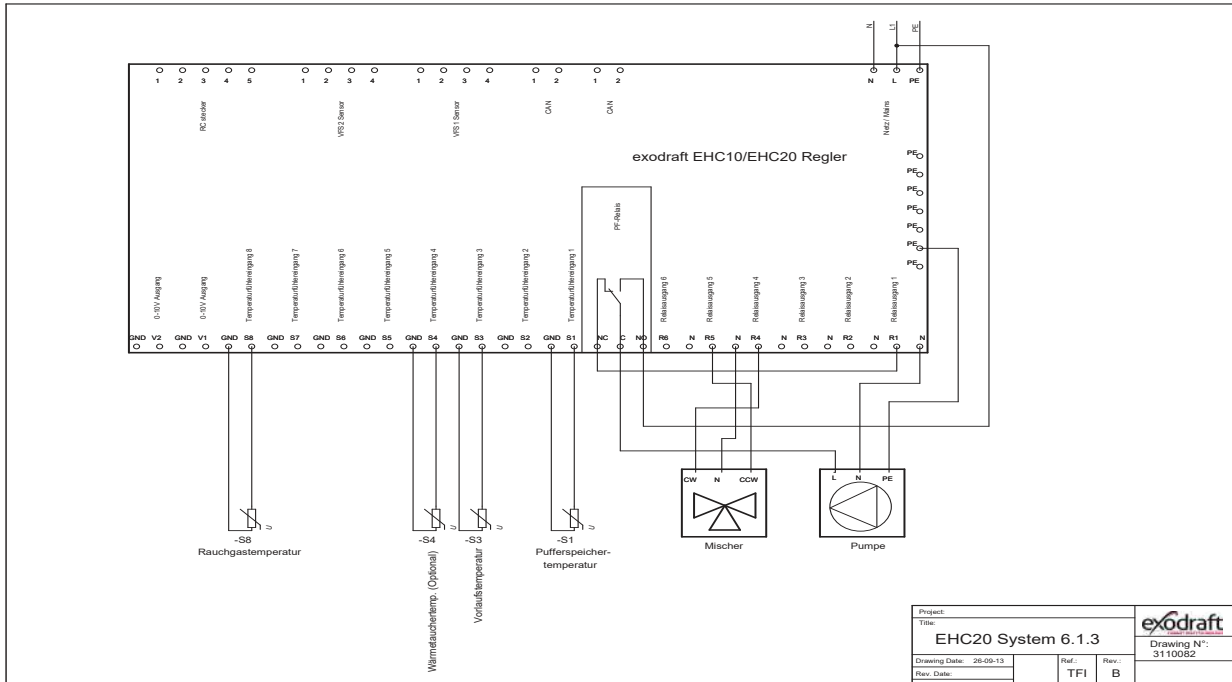 N L1 PE
1 2 3 4 5 1 2 3 4 1 2 3 4 1 2 1 2 N L PE
RC stecker
VFS2 Sensor
VFS1 Sensor
CAN
CAN
Netz / Mains
exodraft EHC10/EHC20 Regler
PE
PE
PE
PE
PE
PE
PE
PF-Relais
0-10V Ausgang
0-10V Ausgang
Temperaturfühlereingang 8
Temperaturfühlereingang 7
Temperaturfühlereingang 6
Temperaturfühlereingang 5
Temperaturfühlereingang 4
Temperaturfühlereingang 3
Temperaturfühlereingang 2
Temperaturfühlereingang 1
Relaisausgang 6
Relaisausgang 5
Relaisausgang 4
Relaisausgang 3
Relaisausgang 2
Relaisausgang 1
GND V2 GND V1 GND S8 GND S7 GND S6 GND S5 GND S4 GND S3 GND S2 GND S1 NC C NO R6 N R5 N R4 N R3 N R2 N R1 N
CW N CCW
L N PE
Mischer
Pumpe
U U U U
-S8
Rauchgastemperatur
-S4
Wärmetauchertemp. (Optional)
-S3
Vorlaufstemperatur
-S1
Pufferspeicher-
temperatur
Project:
Title:
EHC20 System 6.1.3
exodraft
Drawing N°:
3110082
Drawing Date: 26-09-13
Ref.:
TFI
Rev.:
B
Rev. Date: